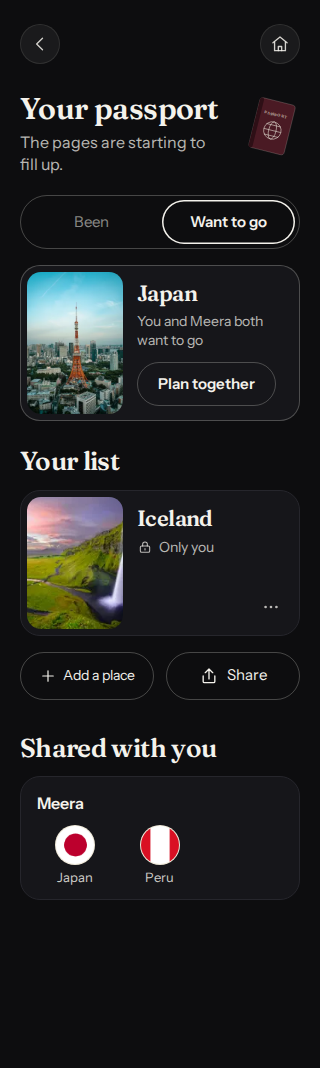 Your passport
The pages are starting to
fill up.
Been
Want to go
Japan
You and Meera both
want to go
Plan together
Your list
Iceland
Only you
Add a place
Share
Shared with you
Meera
Japan
Peru